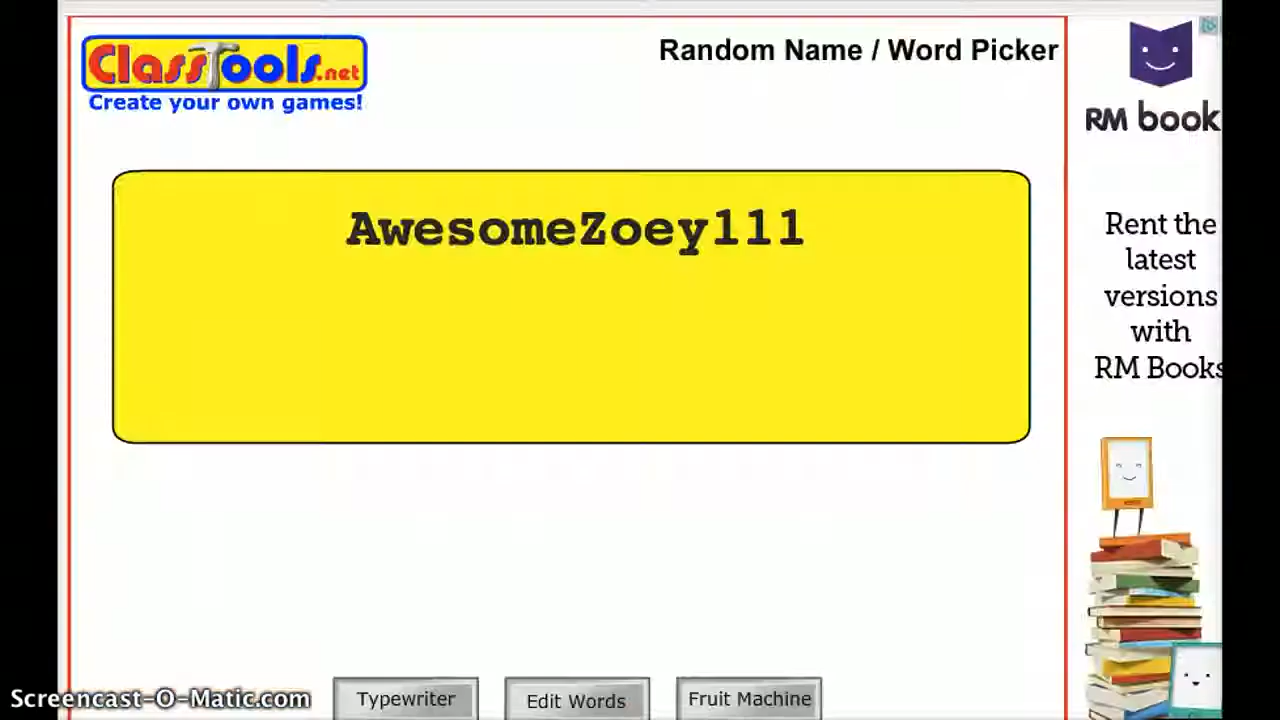 ClassTools.net
Create your own games!
Random Name / Word Picker
RM book
AwesomeZoey111
Rent the
latest
versions
with
RM Books
Typewriter
Edit Words
Fruit Machine
Screencast-O-Matic.com